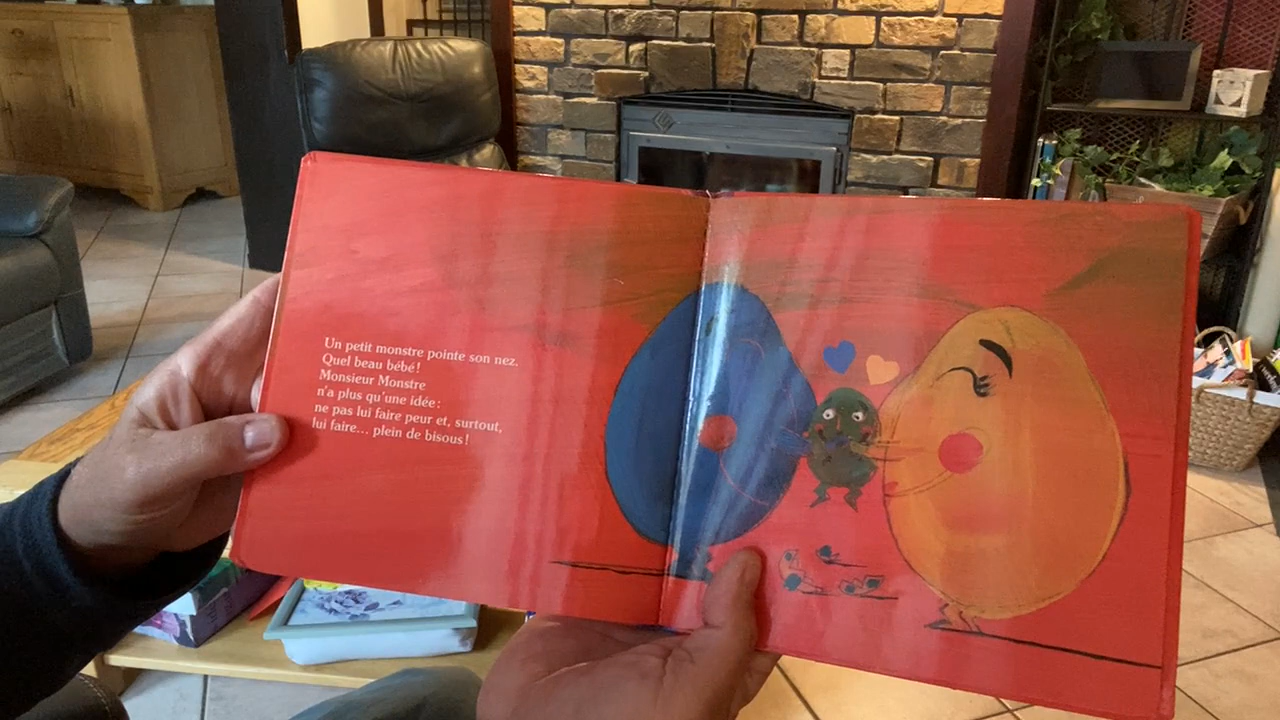 Un petit monstre pointe son nez.
Quel beau bébé !
Monsieur Monstre
n'a plus qu'une idée :
ne pas lui faire peur et, surtout,
lui faire... plein de bisous !